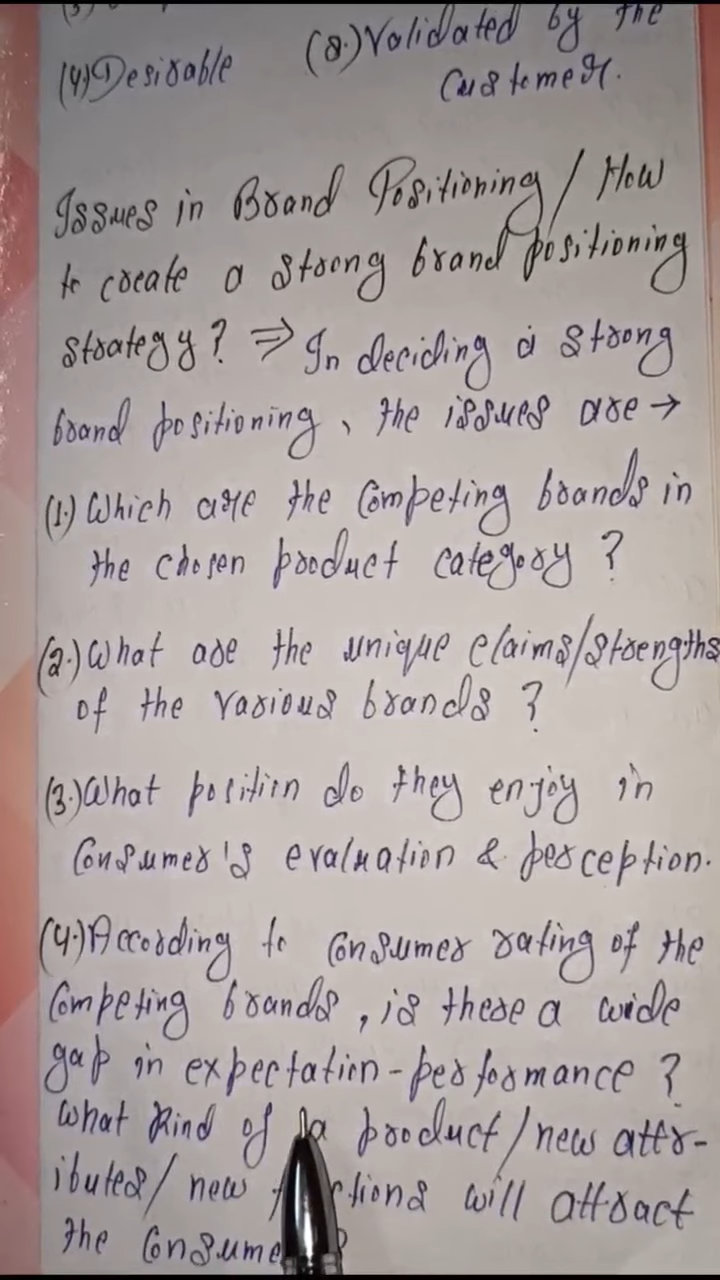 (4) Desirable (8.) Validated by the
Customer.
Issues in Brand Positioning / How
to create a strong brand positioning
strategy? ⇒ In deciding a strong
brand positioning, the issues are →
(1.) Which are the Competing brands in
the chosen product category ?
(2.) What are the unique claims/strengths
of the various brands ?
(3.) What position do they enjoy in
Consumer's evaluation & perception.
(4.) According to Consumer rating of the
Competing brands, is there a wide
gap in expectation-performance ?
What kind of a product/new attr-
ibutes/ new will attract
the